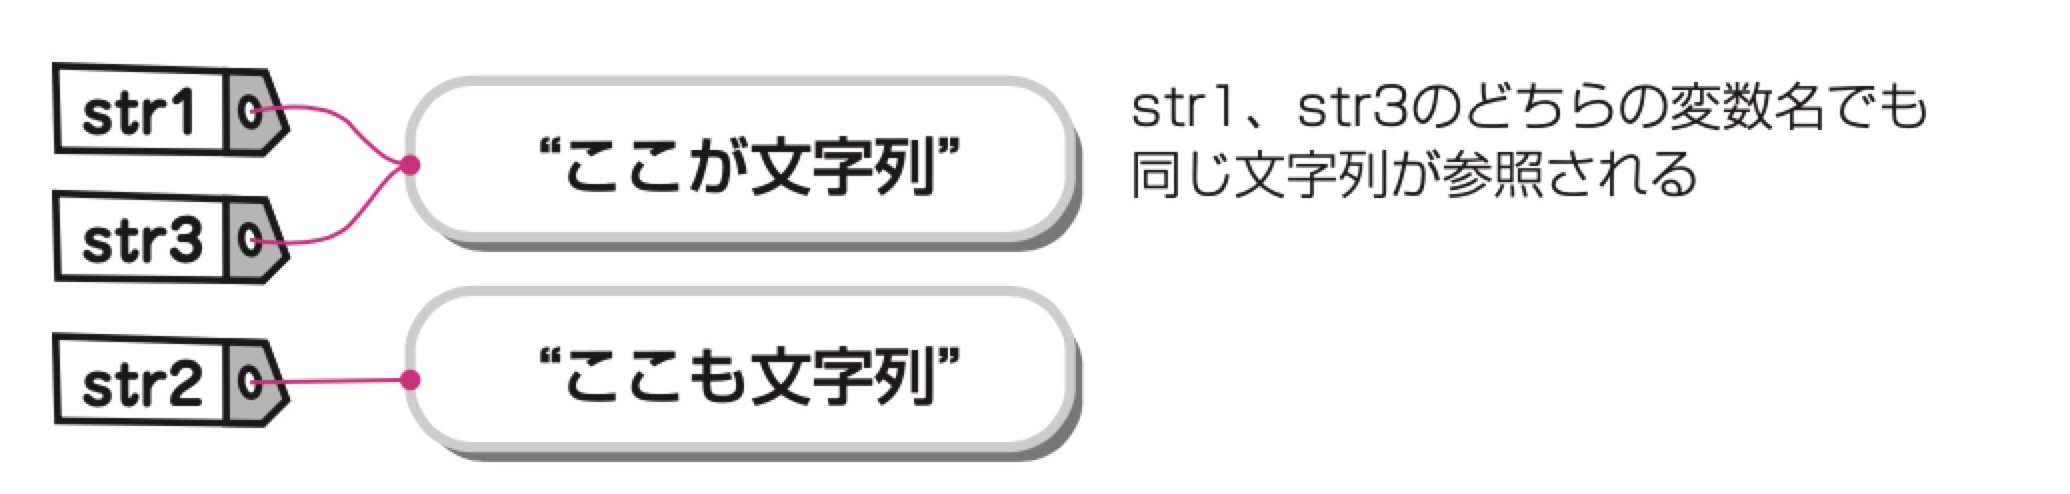 str1
str3
str2
“ここが文字列”
“ここも文字列”
str1、str3のどちらの変数名でも
同じ文字列が参照される